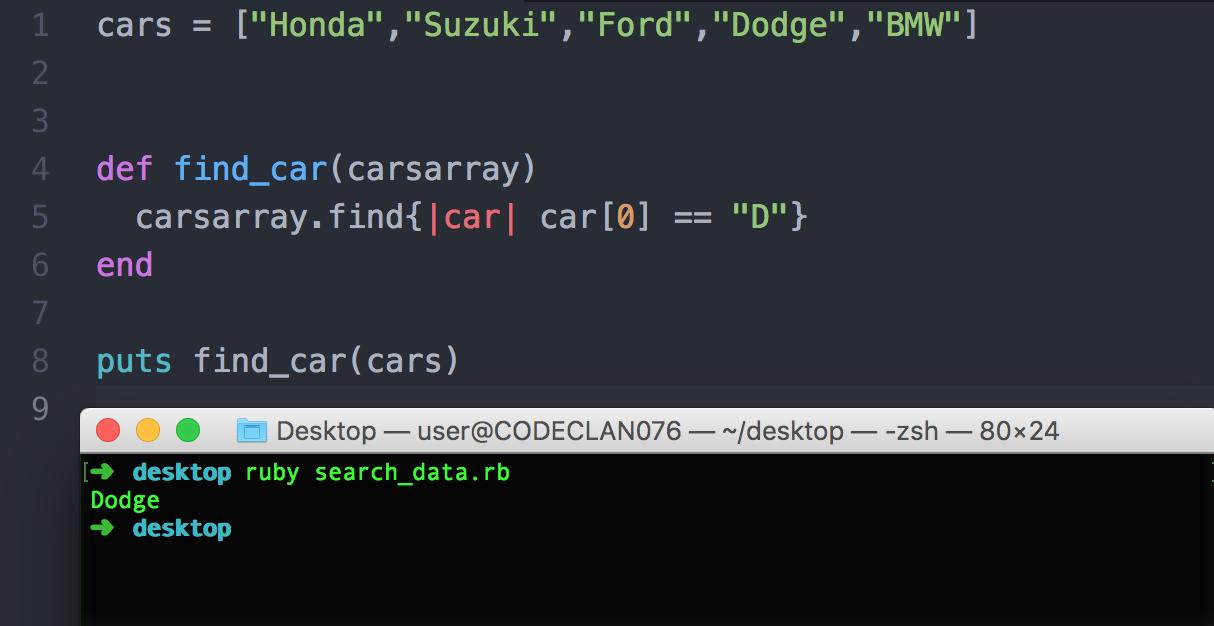 1 cars = ["Honda","Suzuki","Ford","Dodge","BMW"]
2
3
4 def find_car(carsarray)
5   carsarray.find{|car| car[0] == "D"}
6 end
7
8 puts find_car(cars)
9
Desktop — user@CODECLAN076 — ~/desktop — -zsh — 80×24
[➜ desktop ruby search_data.rb
Dodge
➜ desktop